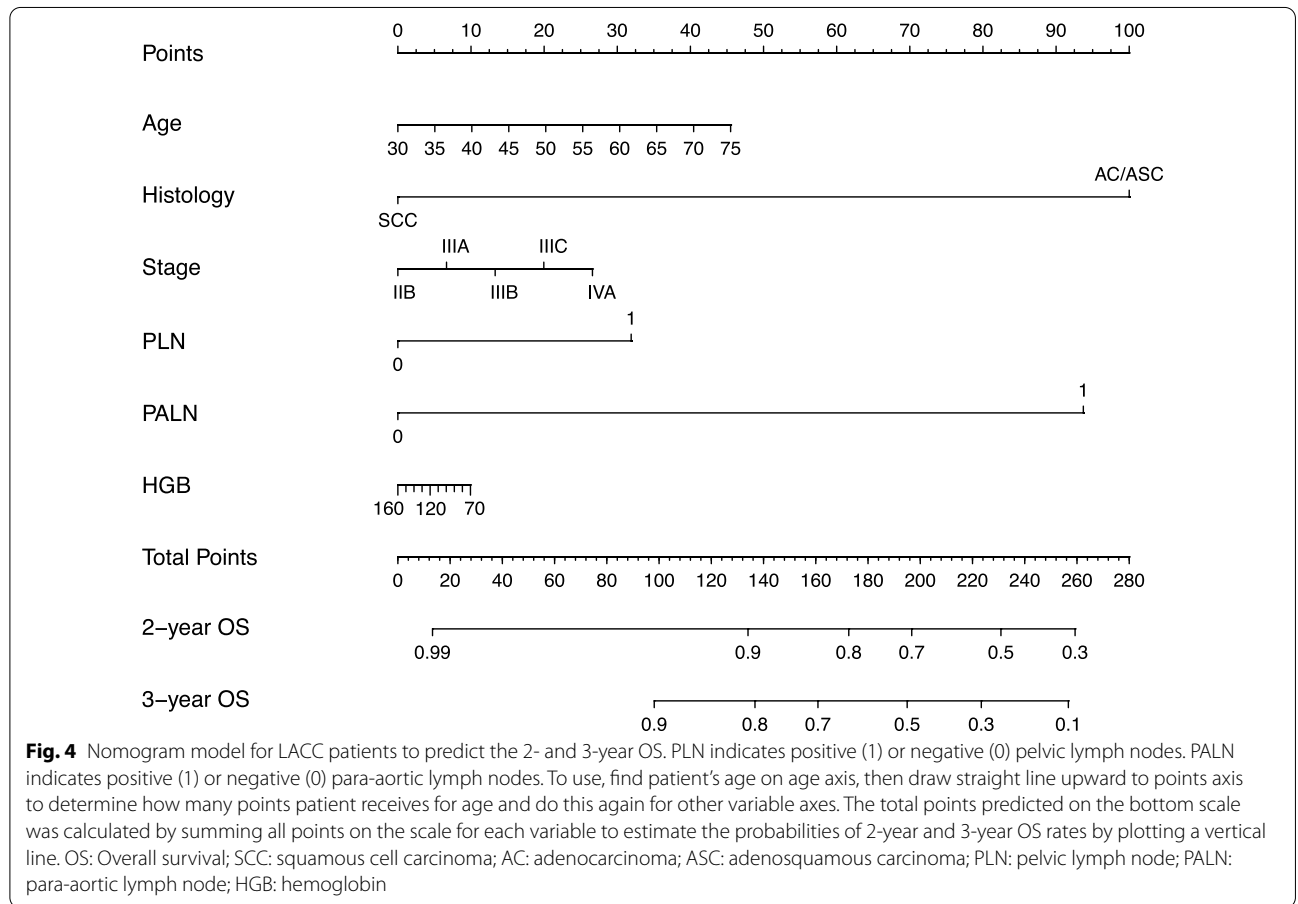 0 10 20 30 40 50 60 70 80 90 100
Points
Age
30 35 40 45 50 55 60 65 70 75
AC/ASC
Histology
SCC
IIIA IIIC
Stage
IIB IIIB IVA
1
PLN
0
1
PALN
0
HGB
160 120 70
Total Points
0 20 40 60 80 100 120 140 160 180 200 220 240 260 280
2−year OS
0.99 0.9 0.8 0.7 0.5 0.3
3−year OS
0.9 0.8 0.7 0.5 0.3 0.1
Fig. 4 Nomogram model for LACC patients to predict the 2- and 3-year OS. PLN indicates positive (1) or negative (0) pelvic lymph nodes. PALN
indicates positive (1) or negative (0) para-aortic lymph nodes. To use, find patient's age on age axis, then draw straight line upward to points axis
to determine how many points patient receives for age and do this again for other variable axes. The total points predicted on the bottom scale
was calculated by summing all points on the scale for each variable to estimate the probabilities of 2-year and 3-year OS rates by plotting a vertical
line. OS: Overall survival; SCC: squamous cell carcinoma; AC: adenocarcinoma; ASC: adenosquamous carcinoma; PLN: pelvic lymph node; PALN:
para-aortic lymph node; HGB: hemoglobin